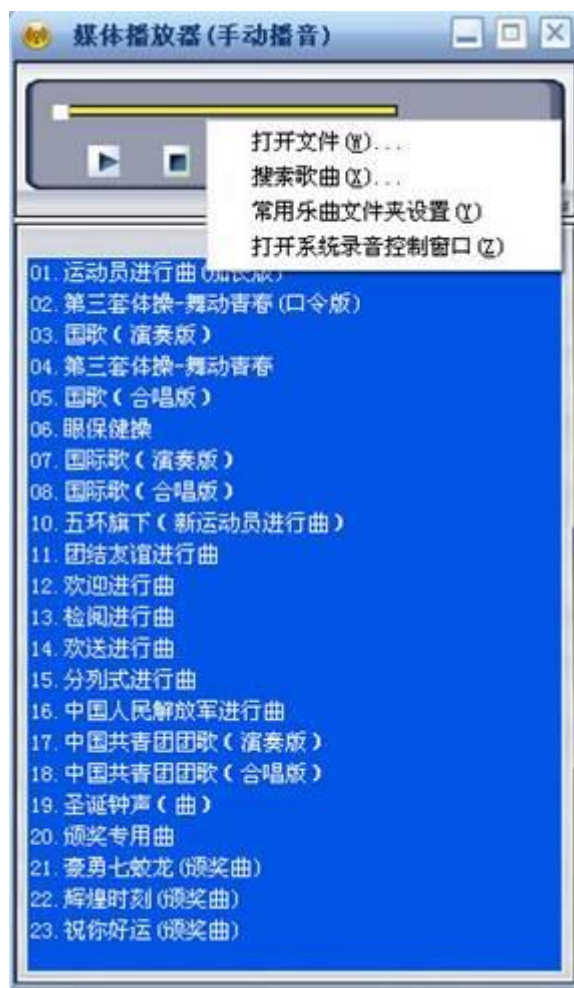 媒体播放器(手动播音)
打开文件(W)...
搜索歌曲(X)...
常用乐曲文件夹设置(Y)
打开系统录音控制窗口(Z)
01. 运动员进行曲(加长版)
02. 第三套体操-舞动青春(口令版)
03. 国歌(演奏版)
04. 第三套体操-舞动青春
05. 国歌(合唱版)
06. 眼保健操
07. 国际歌(演奏版)
08. 国际歌(合唱版)
10. 五环旗下(新运动员进行曲)
11. 团结友谊进行曲
12. 欢迎进行曲
13. 检阅进行曲
14. 欢送进行曲
15. 分列式进行曲
16. 中国人民解放军进行曲
17. 中国共青团团歌(演奏版)
18. 中国共青团团歌(合唱版)
19. 圣诞钟声(曲)
20. 颁奖专用曲
21. 豪勇七蛟龙(颁奖曲)
22. 辉煌时刻(颁奖曲)
23. 祝你好运(颁奖曲)